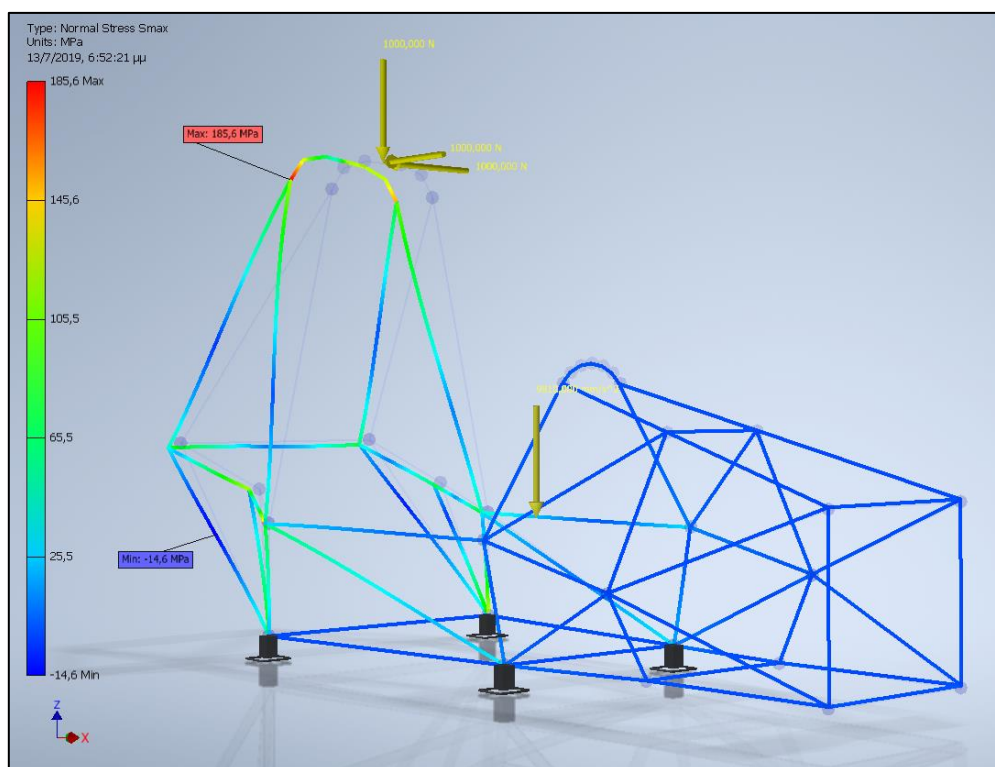 Type: Normal Stress Smax
Units: MPa
13/7/2019, 6:52:21 μμ
185,6 Max
145,6
105,5
65,5
25,5
-14,6 Min
1000,000 N
1000,000 N
1000,000 N
Max: 185,6 MPa
Min: -14,6 MPa
Z
X